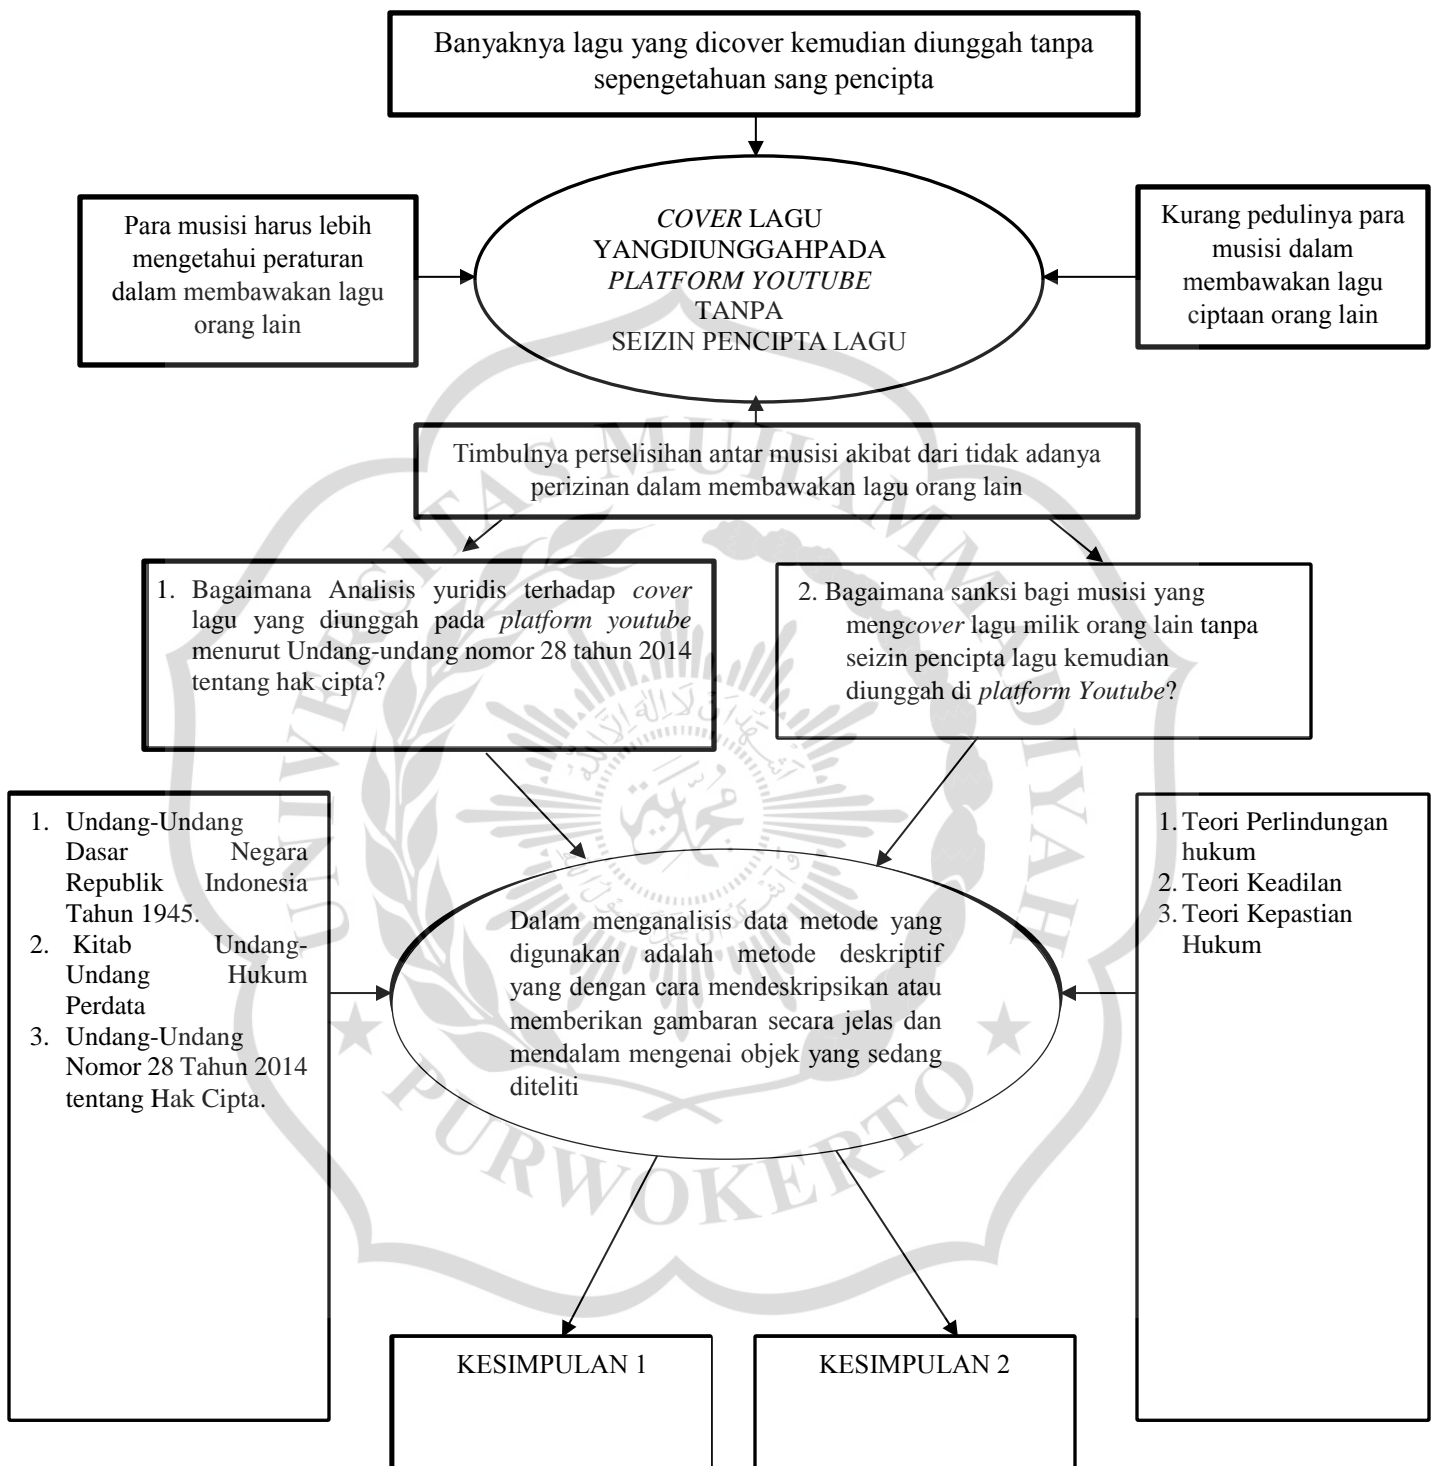 Banyaknya lagu yang dicover kemudian diunggah tanpa
sepengetahuan sang pencipta
Para musisi harus lebih
mengetahui peraturan
dalam membawakan lagu
orang lain
COVER LAGU
YANGDIUNGGAHPADA
PLATFORM YOUTUBE
TANPA
SEIZIN PENCIPTA LAGU
Kurang pedulinya para
musisi dalam
membawakan lagu
ciptaan orang lain
Timbulnya perselisihan antar musisi akibat dari tidak adanya
perizinan dalam membawakan lagu orang lain
1. Bagaimana Analisis yuridis terhadap cover
lagu yang diunggah pada platform youtube
menurut Undang-undang nomor 28 tahun 2014
tentang hak cipta?
2. Bagaimana sanksi bagi musisi yang
mengcover lagu milik orang lain tanpa
seizin pencipta lagu kemudian
diunggah di platform Youtube?
1. Undang-Undang
Dasar Negara
Republik Indonesia
Tahun 1945.
2. Kitab Undang-
Undang Hukum
Perdata
3. Undang-Undang
Nomor 28 Tahun 2014
tentang Hak Cipta.
Dalam menganalisis data metode yang
digunakan adalah metode deskriptif
yang dengan cara mendeskripsikan atau
memberikan gambaran secara jelas dan
mendalam mengenai objek yang sedang
diteliti
1. Teori Perlindungan
hukum
2. Teori Keadilan
3. Teori Kepastian
Hukum
KESIMPULAN 1
KESIMPULAN 2
UNIVERSITAS MUHAMMADIYAH
PURWOKERTO